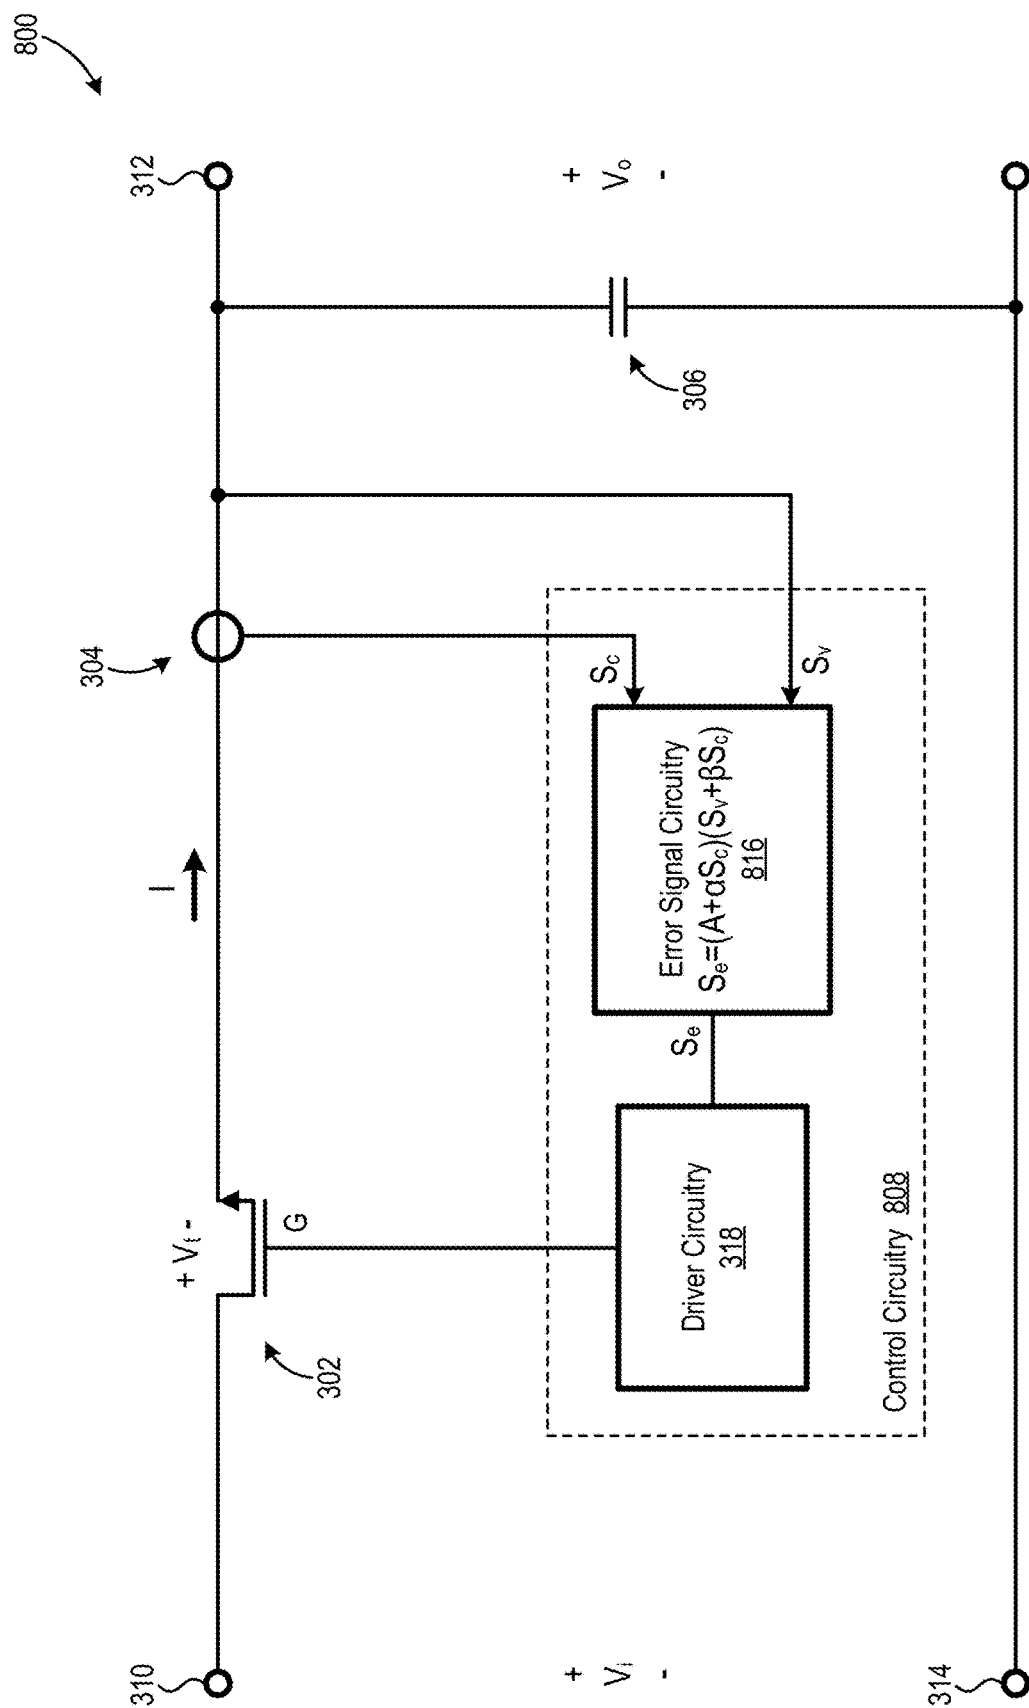 800
310
312
304
I
+ Vₜ -
302
G
306
+
Vᵢ
-
+
Vₒ
-
Sc
Sᵥ
Sₑ
Driver Circuitry
318
Error Signal Circuitry
Sₑ=(A+αSc)(Sᵥ+βSc)
816
Control Circuitry 808
314